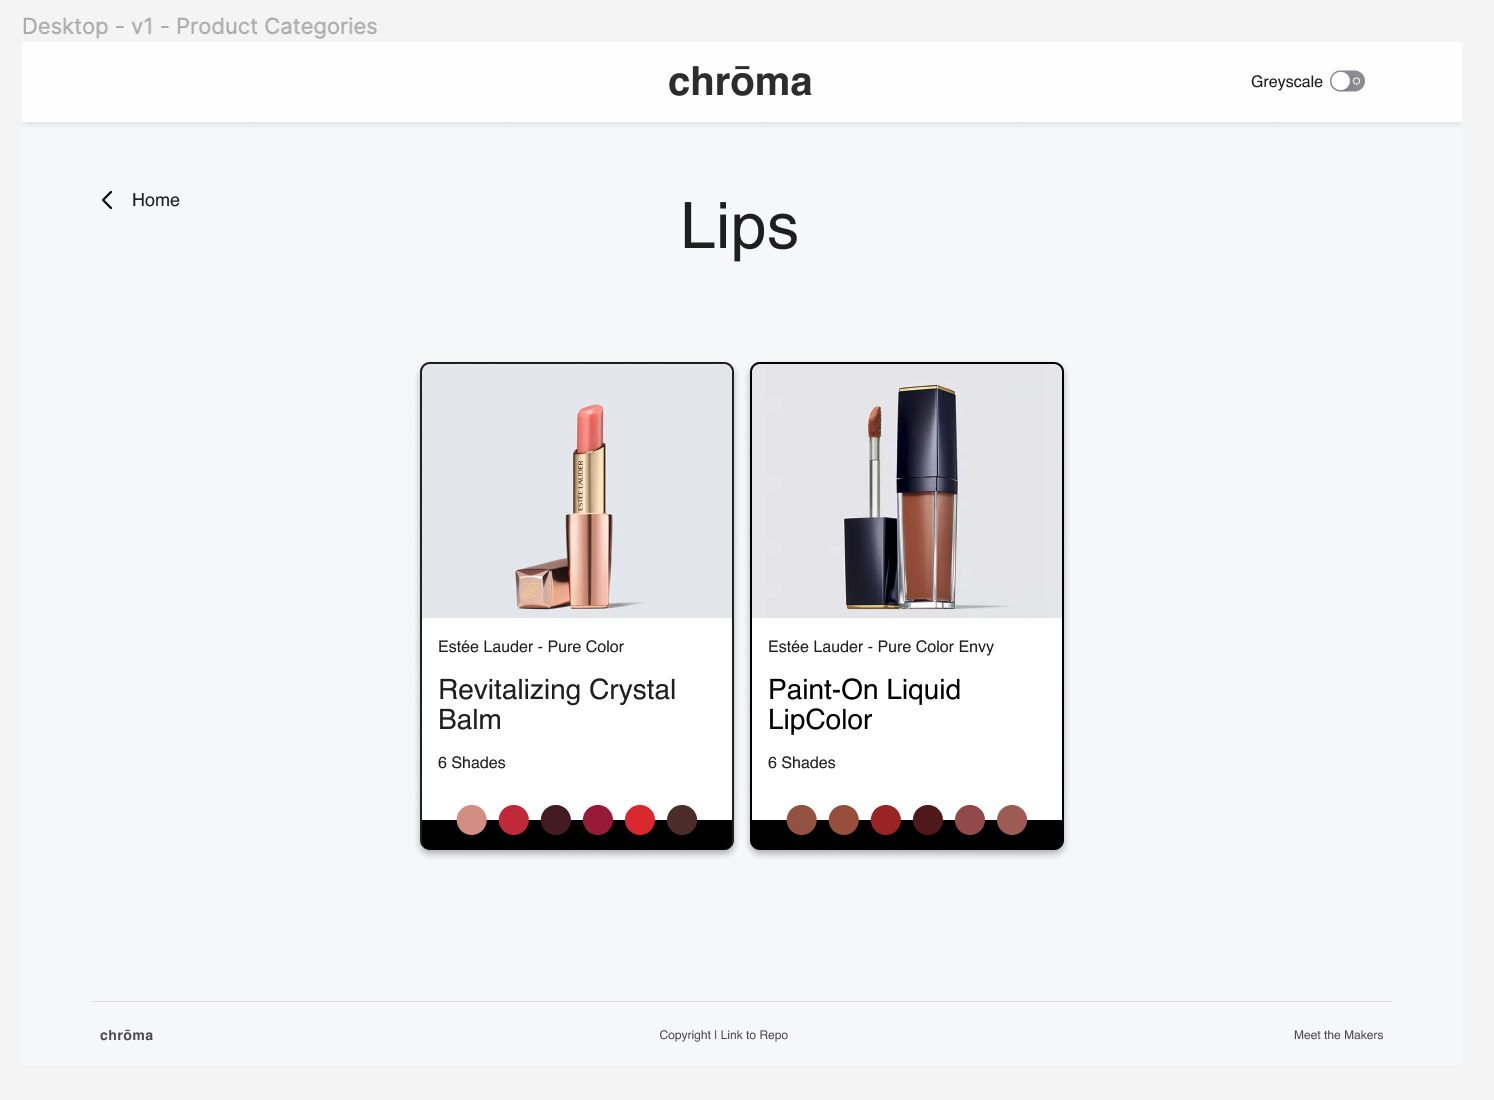 Desktop - v1 - Product Categories
chrōma
Greyscale
Home
Lips
ESTĒE LAUDER
Estée Lauder - Pure Color
Revitalizing Crystal
Balm
6 Shades
Estée Lauder - Pure Color Envy
Paint-On Liquid
LipColor
6 Shades
chrōma
Copyright | Link to Repo
Meet the Makers